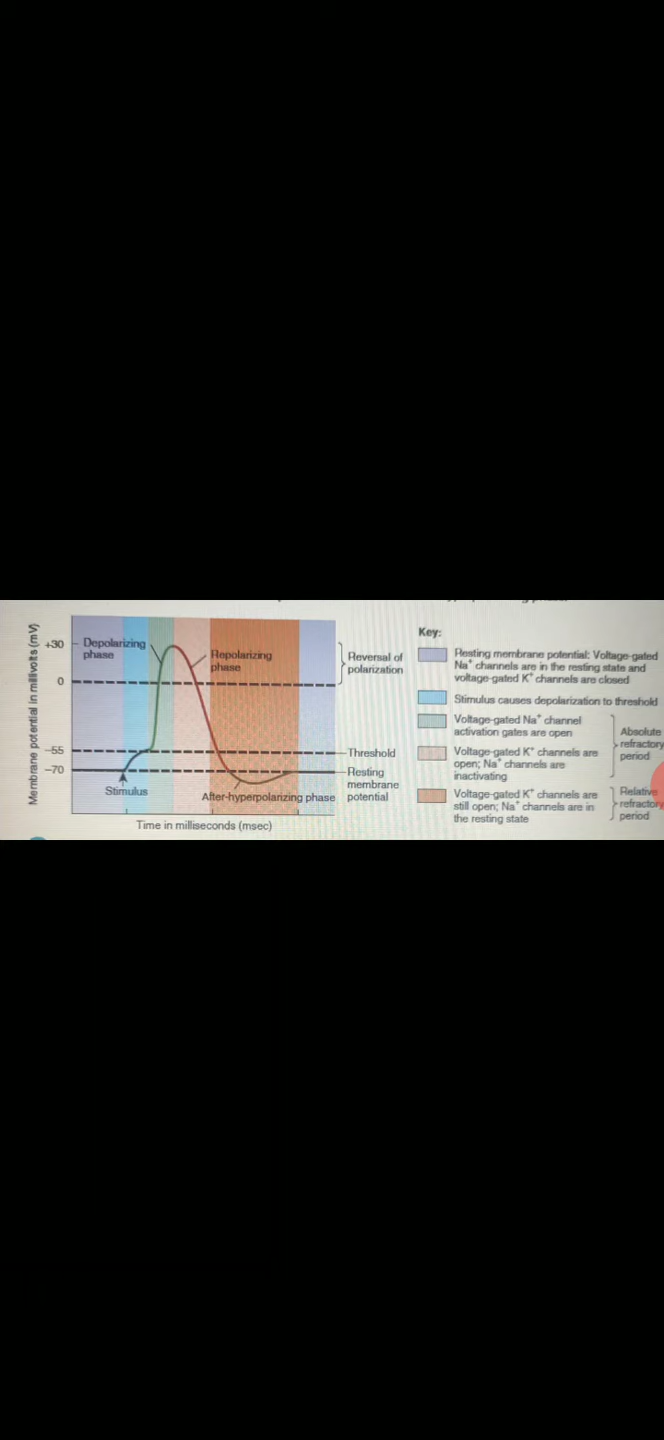 Membrane potential in millivolts (mV)
+30
0
-55
-70
Depolarizing
phase
Repolarizing
phase
Reversal of
polarization
Threshold
Resting
membrane
potential
Stimulus
After-hyperpolarizing phase
Time in milliseconds (msec)
Key:
Resting membrane potential: Voltage-gated
Na⁺ channels are in the resting state and
voltage-gated K⁺ channels are closed
Stimulus causes depolarization to threshold
Voltage-gated Na⁺ channel
activation gates are open
Voltage-gated K⁺ channels are
open; Na⁺ channels are
inactivating
Absolute
refractory
period
Voltage-gated K⁺ channels are
still open; Na⁺ channels are in
the resting state
Relative
refractory
period